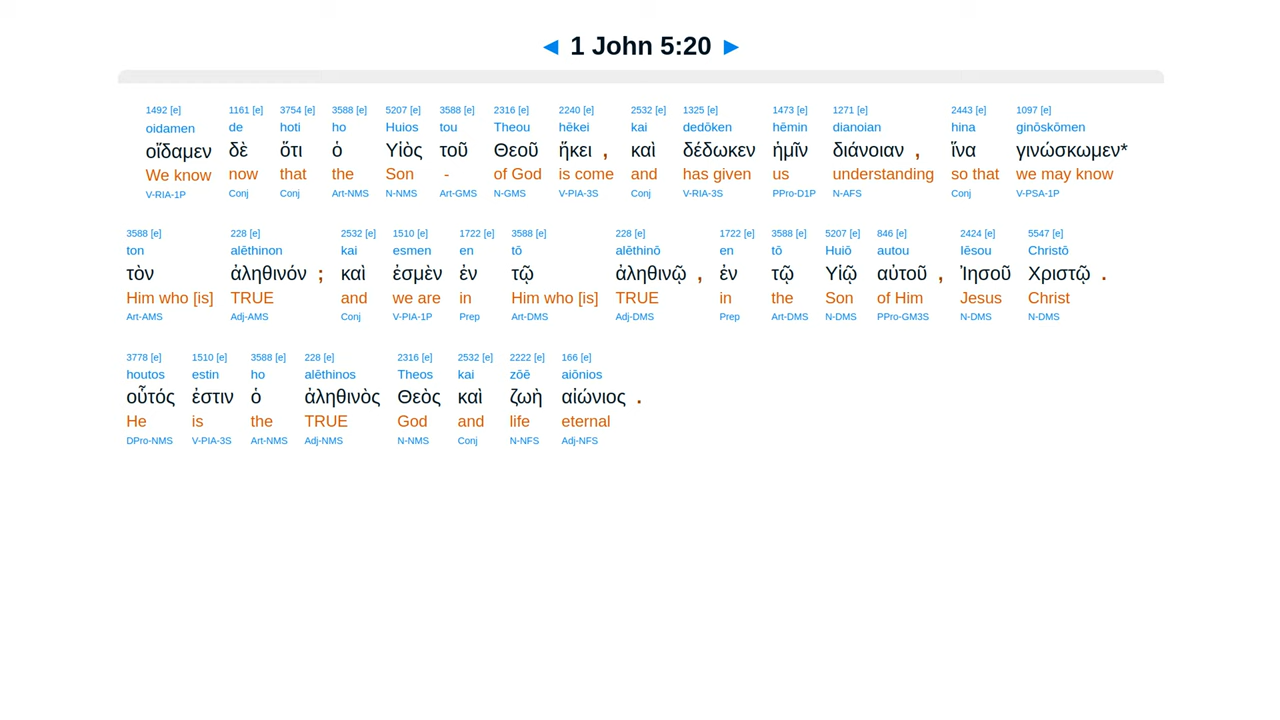 ◄ 1 John 5:20 ►
1492 [e] 1161 [e] 3754 [e] 3588 [e] 5207 [e] 3588 [e] 2316 [e] 2240 [e] 2532 [e] 1325 [e] 1473 [e] 1271 [e] 2443 [e] 1097 [e]
oidamen de hoti ho Huios tou Theou hēkei kai dedōken hēmin dianoian hina ginōskōmen
οἴδαμεν δὲ ὅτι ὁ Υἱὸς τοῦ Θεοῦ ἥκει , καὶ δέδωκεν ἡμῖν διάνοιαν , ἵνα γινώσκωμεν*
We know now that the Son - of God is come and has given us understanding so that we may know
V-RIA-1P Conj Conj Art-NMS N-NMS Art-GMS N-GMS V-PIA-3S Conj V-RIA-3S PPro-D1P N-AFS Conj V-PSA-1P
3588 [e] 228 [e] 2532 [e] 1510 [e] 1722 [e] 3588 [e] 228 [e] 1722 [e] 3588 [e] 5207 [e] 846 [e] 2424 [e] 5547 [e]
ton alēthinon kai esmen en tō alēthinō en tō Huiō autou Iēsou Christō
τὸν ἀληθινόν ; καὶ ἐσμὲν ἐν τῷ ἀληθινῷ , ἐν τῷ Υἱῷ αὐτοῦ , Ἰησοῦ Χριστῷ .
Him who [is] TRUE and we are in Him who [is] TRUE in the Son of Him Jesus Christ
Art-AMS Adj-AMS Conj V-PIA-1P Prep Art-DMS Adj-DMS Prep Art-DMS N-DMS PPro-GM3S N-DMS N-DMS
3778 [e] 1510 [e] 3588 [e] 228 [e] 2316 [e] 2532 [e] 2222 [e] 166 [e]
houtos estin ho alēthinos Theos kai zōē aiōnios
οὗτός ἐστιν ὁ ἀληθινὸς Θεὸς καὶ ζωὴ αἰώνιος .
He is the TRUE God and life eternal
DPro-NMS V-PIA-3S Art-NMS Adj-NMS N-NMS Conj N-NFS Adj-NFS